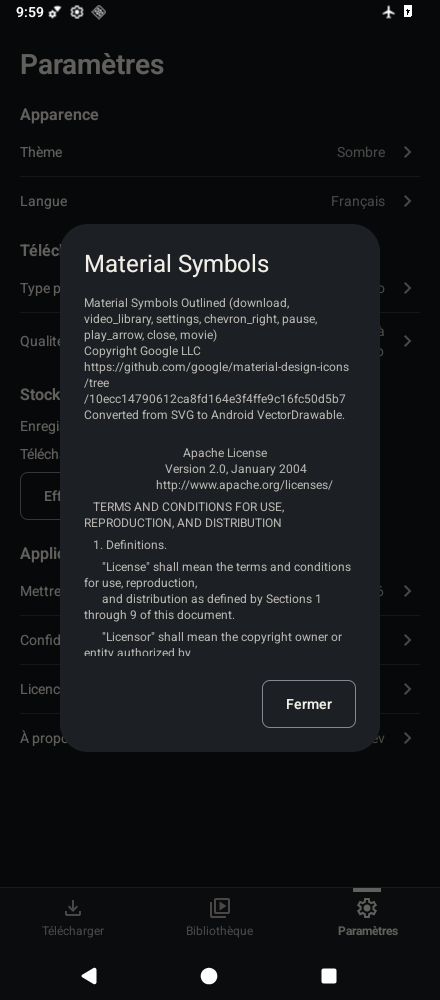 9:59
Paramètres
Apparence
Thème
Sombre
Langue
Français
Material Symbols
Material Symbols Outlined (download,
video_library, settings, chevron_right, pause,
play_arrow, close, movie)
Copyright Google LLC
https://github.com/google/material-design-icons
/tree
/10ecc14790612ca8fd164e3f4ffe9c16fc50d5b7
Converted from SVG to Android VectorDrawable.
Apache License
Version 2.0, January 2004
http://www.apache.org/licenses/
TERMS AND CONDITIONS FOR USE,
REPRODUCTION, AND DISTRIBUTION
1. Definitions.
"License" shall mean the terms and conditions
for use, reproduction,
and distribution as defined by Sections 1
through 9 of this document.
"Licensor" shall mean the copyright owner or
entity authorized by
Fermer
Télécharger
Bibliothèque
Paramètres